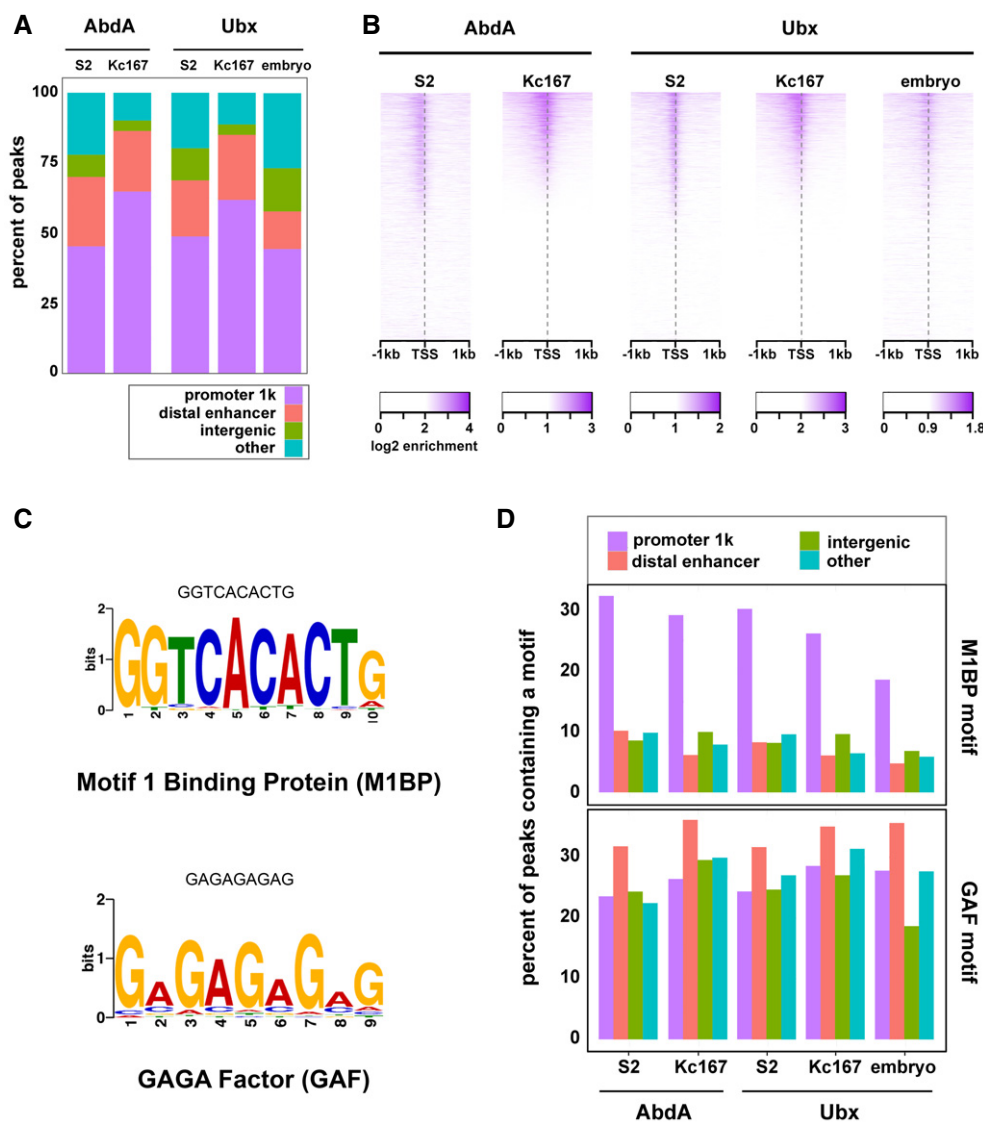 A
AbdA Ubx
S2 Kc167 S2 Kc167 embryo
percent of peaks
100
75
50
25
0
promoter 1k
distal enhancer
intergenic
other
B
AbdA Ubx
S2 Kc167 S2 Kc167 embryo
-1kb TSS 1kb -1kb TSS 1kb -1kb TSS 1kb -1kb TSS 1kb -1kb TSS 1kb
0 2 4 0 1 3 0 1 2 0 2 3 0 0.9 1.8
log2 enrichment
C
GGTCACACTG
2
1
0
bits
GGTCACACTG
1 2 3 4 5 6 7 8 9 10
Motif 1 Binding Protein (M1BP)
GAGAGAGAG
2
1
0
bits
GAGAGAGAG
1 2 3 4 5 6 7 8 9
GAGA Factor (GAF)
D
promoter 1k intergenic
distal enhancer other
percent of peaks containing a motif
30
20
10
0
M1BP motif
30
20
10
0
GAF motif
S2 Kc167 S2 Kc167 embryo
AbdA Ubx